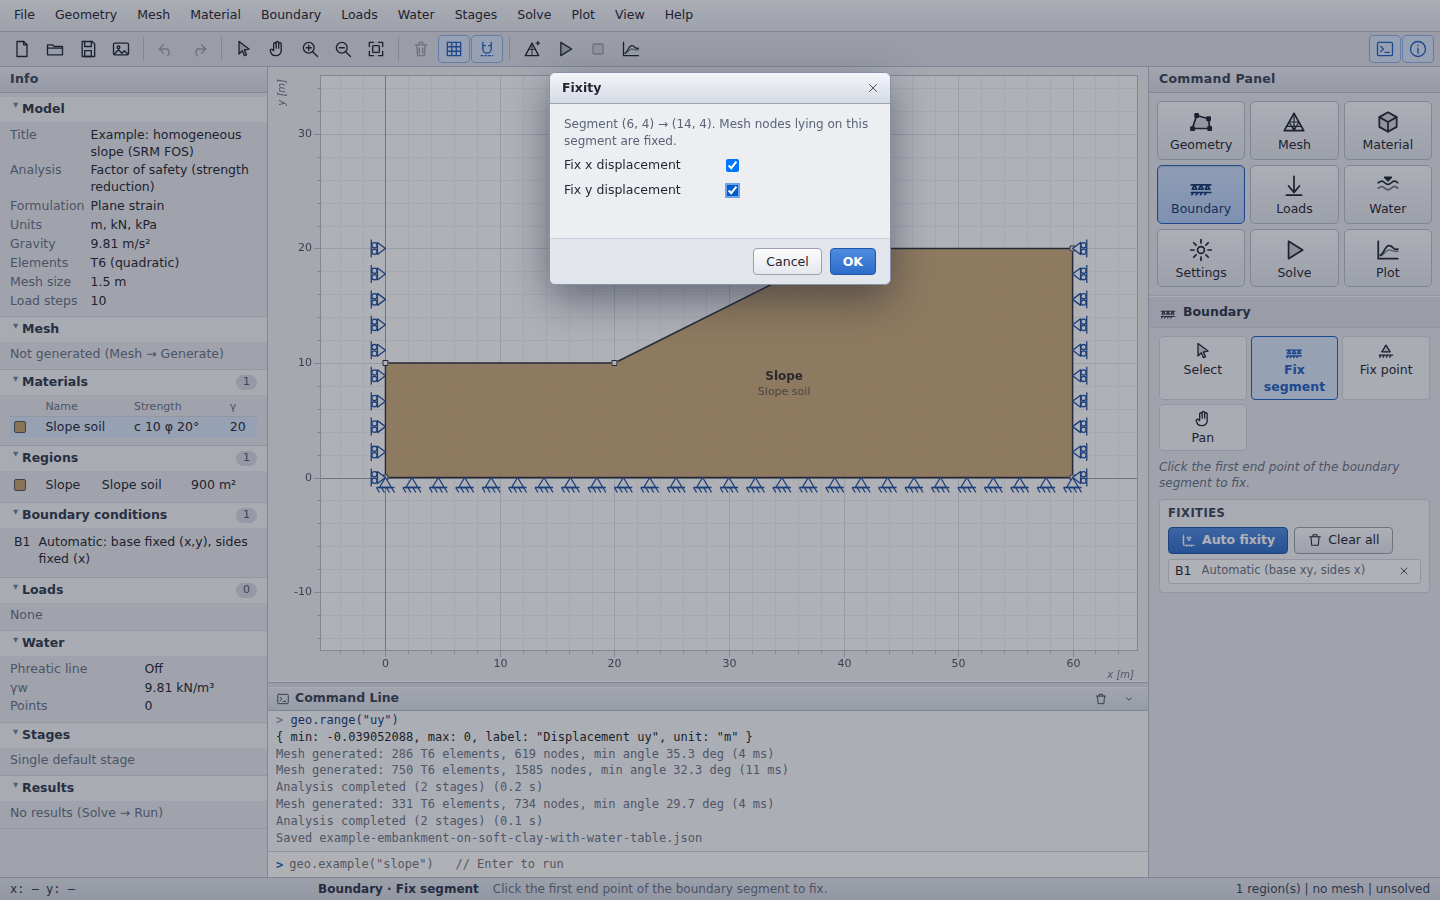 File Geometry Mesh Material Boundary Loads Water Stages Solve Plot View Help
Info
Model
Title Example: homogeneous slope (SRM FOS)
Analysis Factor of safety (strength reduction)
Formulation Plane strain
Units m, kN, kPa
Gravity 9.81 m/s²
Elements T6 (quadratic)
Mesh size 1.5 m
Load steps 10
Mesh
Not generated (Mesh → Generate)
Materials 1
Name Strength γ
Slope soil c 10 φ 20° 20
Regions 1
Slope Slope soil 900 m²
Boundary conditions 1
B1 Automatic: base fixed (x,y), sides fixed (x)
Loads 0
None
Water
Phreatic line Off
γw 9.81 kN/m³
Points 0
Stages
Single default stage
Results
No results (Solve → Run)
y [m]
30
20
10
0
-10
0 10 20 30 40 50 60
x [m]
Slope
Slope soil
Fixity
Segment (6, 4) → (14, 4). Mesh nodes lying on this
segment are fixed.
Fix x displacement
Fix y displacement
Cancel OK
Command Line
> geo.range("uy")
{ min: -0.039052088, max: 0, label: "Displacement uy", unit: "m" }
Mesh generated: 286 T6 elements, 619 nodes, min angle 35.3 deg (4 ms)
Mesh generated: 750 T6 elements, 1585 nodes, min angle 32.3 deg (11 ms)
Analysis completed (2 stages) (0.2 s)
Mesh generated: 331 T6 elements, 734 nodes, min angle 29.7 deg (4 ms)
Analysis completed (2 stages) (0.1 s)
Saved example-embankment-on-soft-clay-with-water-table.json
> geo.example("slope") // Enter to run
Command Panel
Geometry Mesh Material
Boundary Loads Water
Settings Solve Plot
Boundary
Select Fix segment Fix point
Pan
Click the first end point of the boundary
segment to fix.
FIXITIES
Auto fixity Clear all
B1 Automatic (base xy, sides x)
x: — y: — Boundary · Fix segment Click the first end point of the boundary segment to fix. 1 region(s) | no mesh | unsolved